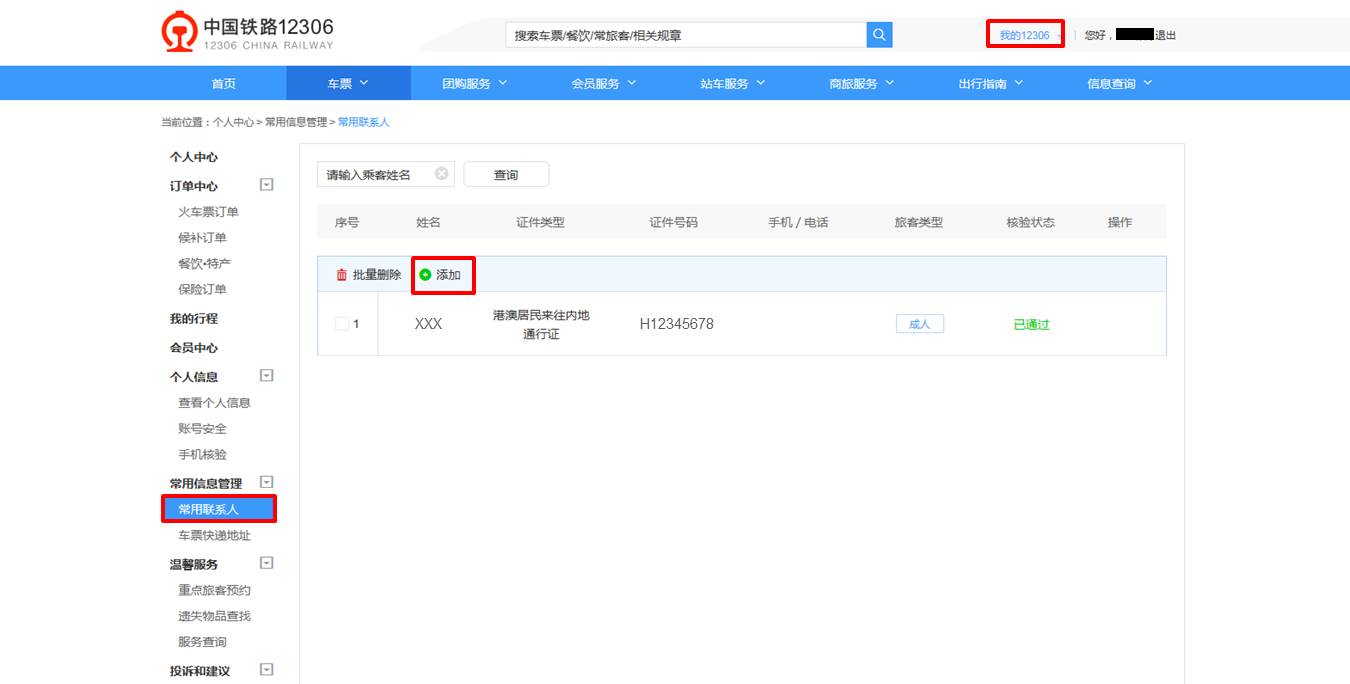 中国铁路12306
12306 CHINA RAILWAY
搜索车票/餐饮/常旅客/相关规章
我的12306 | 您好, 退出
首页 车票 团购服务 会员服务 站车服务 商旅服务 出行指南 信息查询
当前位置：个人中心 > 常用信息管理 > 常用联系人
个人中心
订单中心
火车票订单
候补订单
餐饮•特产
保险订单
我的行程
会员中心
个人信息
查看个人信息
账号安全
手机核验
常用信息管理
常用联系人
车票快递地址
温馨服务
重点旅客预约
遗失物品查找
服务查询
投诉和建议
请输入乘客姓名 查询
序号 姓名 证件类型 证件号码 手机 / 电话 旅客类型 核验状态 操作
批量删除 添加
1 XXX 港澳居民来往内地 H12345678 成人 已通过
通行证